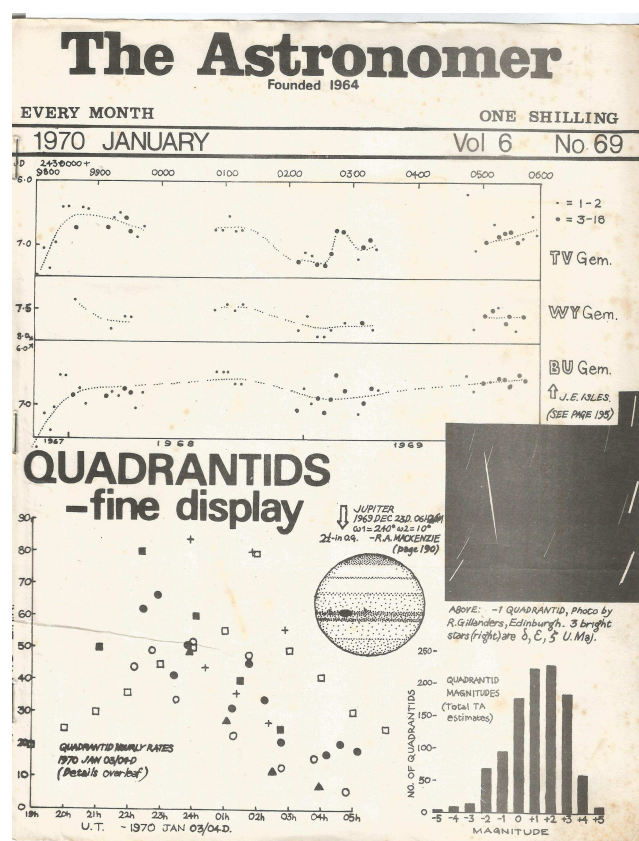 The Astronomer
Founded 1964
EVERY MONTH
ONE SHILLING
1970 JANUARY
Vol 6 No. 69
JD 2430000+
9800 9900 0000 0100 0200 0300 0400 0500 0600
6.0
7.0
7.5
8.0
6.0
7.0
• = 1-2
● = 3-18
TV Gem.
WY Gem.
BU Gem.
J.E. ISLES.
(SEE PAGE 195)
1967 1968 1969
QUADRANTIDS
-fine display
JUPITER
1969 DEC 23D.
ω1=240° ω2=10°
-R.A. MACKENZIE
(page 190)
ABOVE: -1 QUADRANTID, Photo by
R.Gillanders, Edinburgh. 3 bright
stars (right) are δ, ε, ζ U.Maj.
90
80
70
60
50
40
30
20
10
0
QUADRANTID HOURLY RATES
1970 JAN 03/04D
(Details overleaf)
19h 20h 21h 22h 23h 24h 01h 02h 03h 04h 05h
U.T. - 1970 JAN 03/04D.
250
200
150
100
50
0
NO. OF QUADRANTIDS
QUADRANTID
MAGNITUDES
(Total TA
estimates)
-5 -4 -3 -2 -1 0 +1 +2 +3 +4 +5
MAGNITUDE